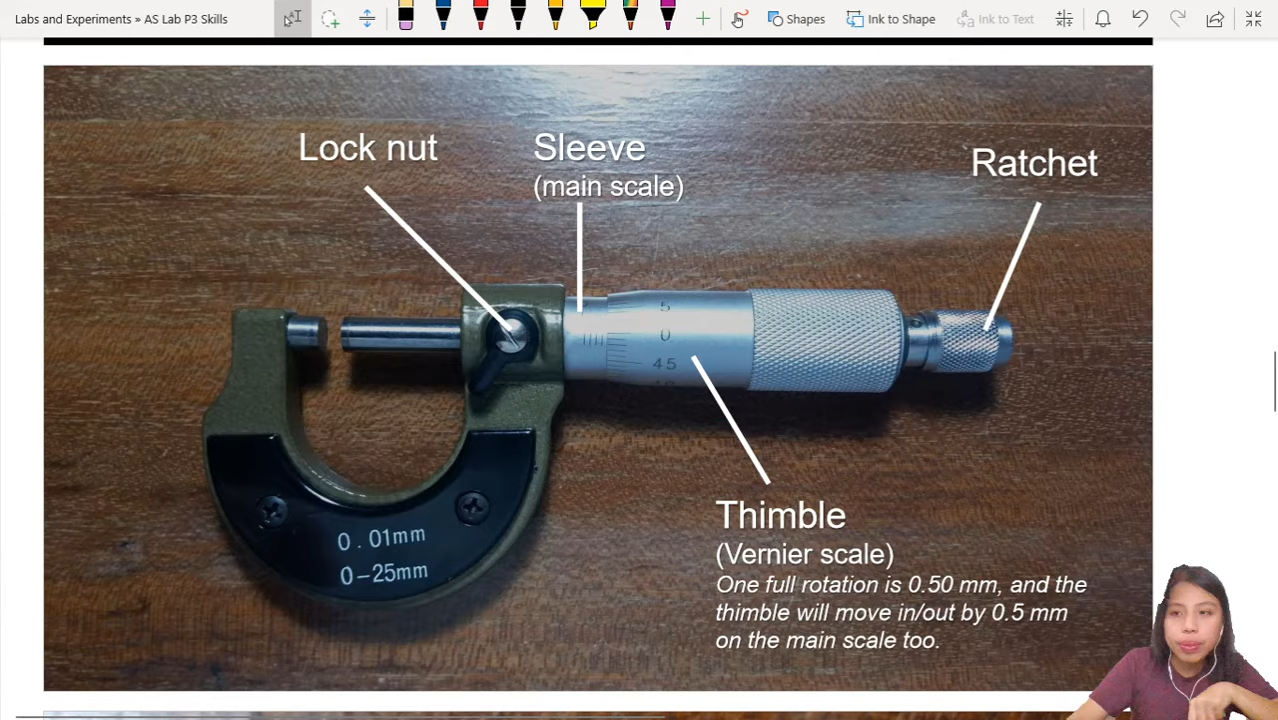 Labs and Experiments » AS Lab P3 Skills
Shapes
Ink to Shape
Ink to Text
Lock nut
Sleeve
(main scale)
Ratchet
5
0
45
Thimble
(Vernier scale)
One full rotation is 0.50 mm, and the
thimble will move in/out by 0.5 mm
on the main scale too.
0.01mm
0-25mm